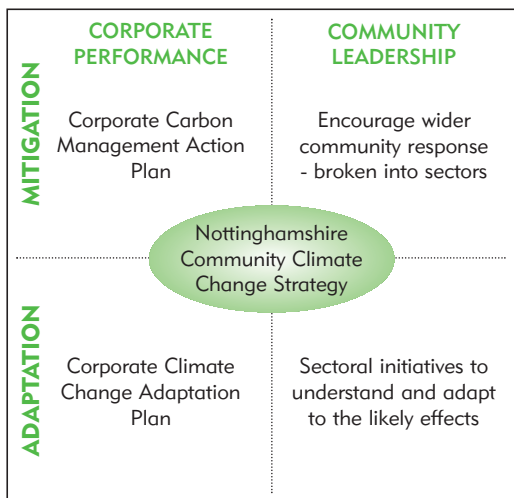 CORPORATE
PERFORMANCE
COMMUNITY
LEADERSHIP
MITIGATION
Corporate Carbon
Management Action
Plan
Encourage wider
community response
- broken into sectors
Nottinghamshire
Community Climate
Change Strategy
ADAPTATION
Corporate Climate
Change Adaptation
Plan
Sectoral initiatives to
understand and adapt
to the likely effects